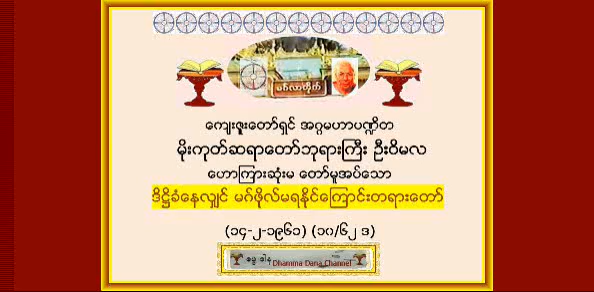 မင်္ဂလာတိုက်
ကျေးဇူးတော်ရှင် အဂ္ဂမဟာပဏ္ဍိတ
မိုးကုတ်ဆရာတော်ဘုရားကြီး ဦးဝိမလ
ဟောကြားဆုံးမ တော်မူအပ်သော
ဒိဋ္ဌိခံနေလျှင် မဂ်ဖိုလ်မရနိုင်ကြောင်းတရားတော်
(၁၄-၂-၁၉၆၁) (၁၀/၆၂ ဒ)
ဓမ္မ ဒါန Dhamma Dana Channel